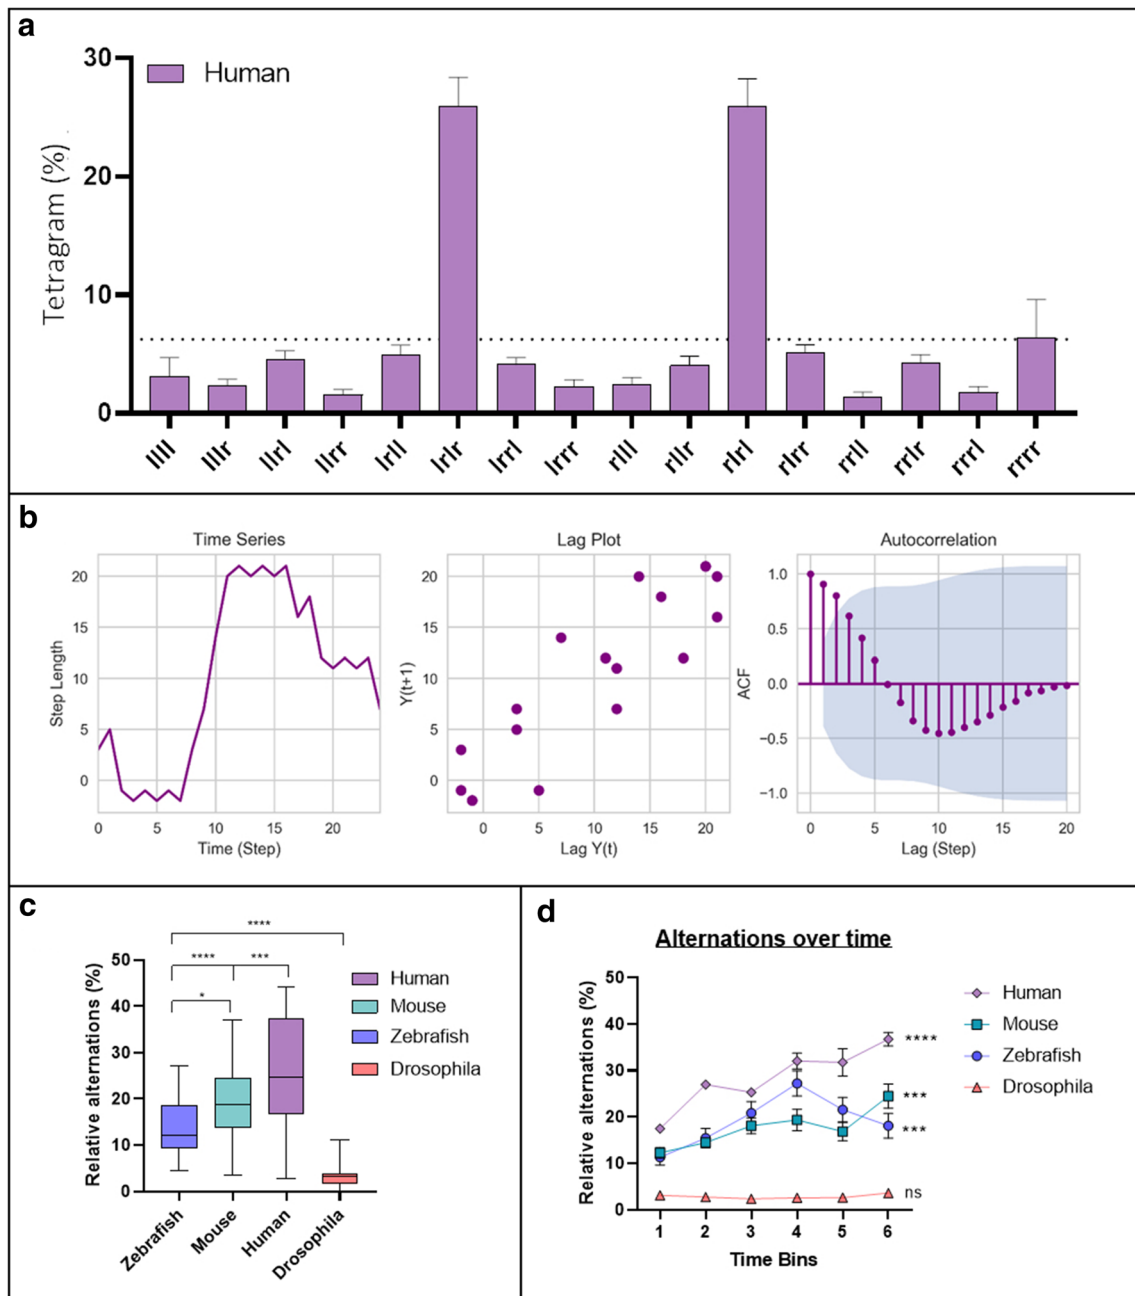 a
30
Human
Tetragram (%)
20
10
0
llll
lllr
llrl
llrr
lrll
lrlr
lrrl
lrrr
rlll
rllr
rlrl
rlrr
rrll
rrlr
rrrl
rrrr
b
Time Series
Lag Plot
Autocorrelation
Step Length
20
15
10
5
0
0 5 10 15 20
Time (Step)
Y(t+1)
20
15
10
5
0
0 5 10 15 20
Lag Y(t)
ACF
1.0
0.5
0.0
−0.5
−1.0
0 5 10 15 20
Lag (Step)
c
****
**** ***
*
Relative alternations (%)
50
40
30
20
10
0
Zebrafish
Mouse
Human
Drosophila
Human
Mouse
Zebrafish
Drosophila
d
Alternations over time
Relative alternations (%)
50
40
30
20
10
0
1 2 3 4 5 6
Time Bins
****
***
***
ns
Human
Mouse
Zebrafish
Drosophila